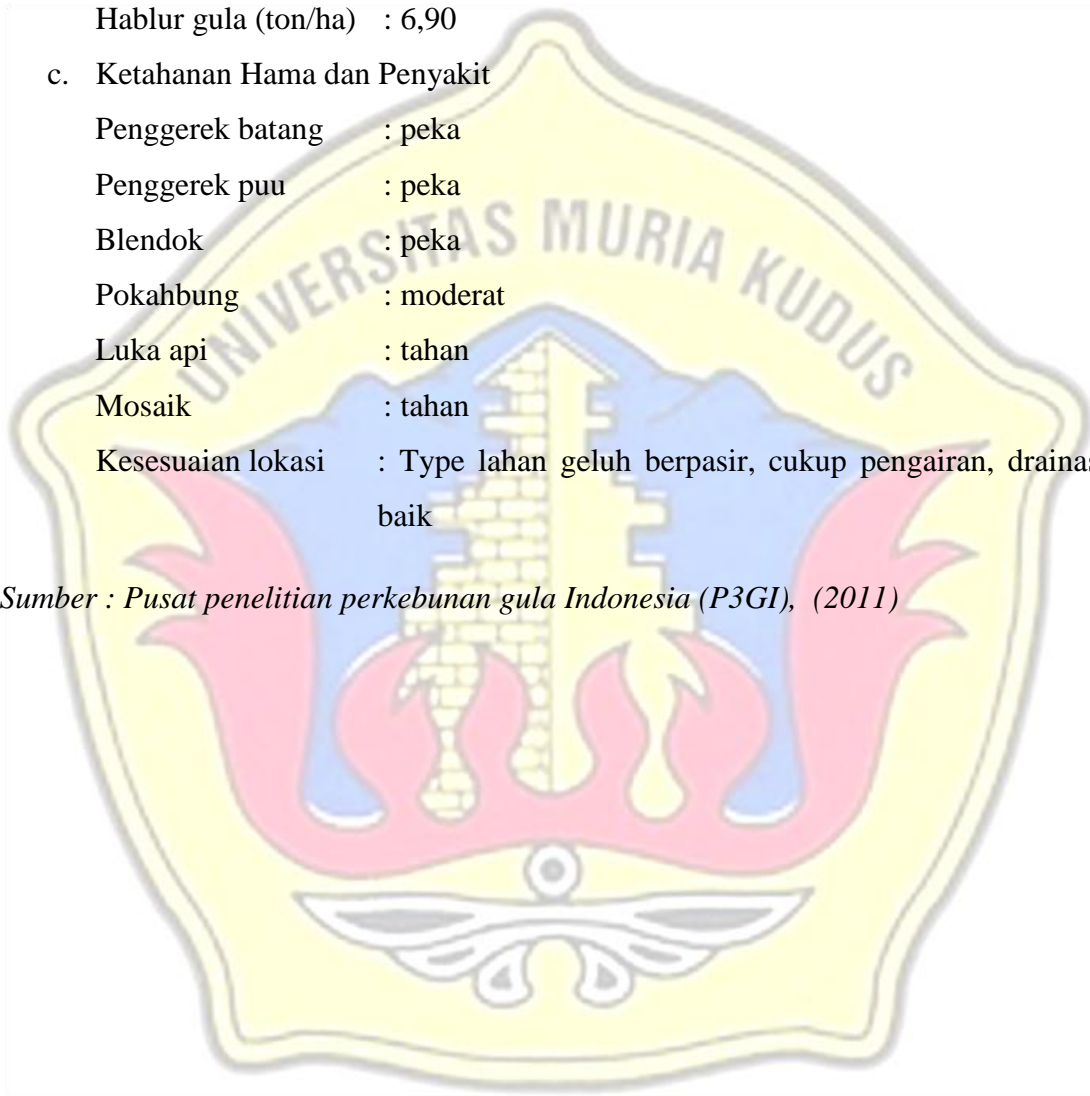 Hablur gula (ton/ha) : 6,90
c. Ketahanan Hama dan Penyakit
Penggerek batang : peka
Penggerek puu : peka
Blendok : peka
Pokahbung : moderat
Luka api : tahan
Mosaik : tahan
Kesesuaian lokasi : Type lahan geluh berpasir, cukup pengairan, drainas
baik
Sumber : Pusat penelitian perkebunan gula Indonesia (P3GI), (2011)
UNIVERSITAS MURIA KUDUS